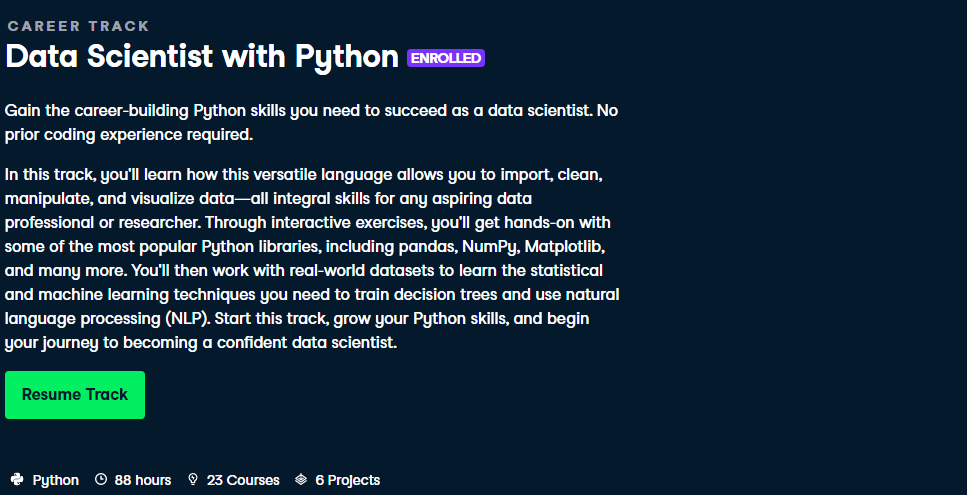 CAREER TRACK
Data Scientist with Python ENROLLED
Gain the career-building Python skills you need to succeed as a data scientist. No
prior coding experience required.
In this track, you'll learn how this versatile language allows you to import, clean,
manipulate, and visualize data—all integral skills for any aspiring data
professional or researcher. Through interactive exercises, you'll get hands-on with
some of the most popular Python libraries, including pandas, NumPy, Matplotlib,
and many more. You'll then work with real-world datasets to learn the statistical
and machine learning techniques you need to train decision trees and use natural
language processing (NLP). Start this track, grow your Python skills, and begin
your journey to becoming a confident data scientist.
Resume Track
Python 88 hours 23 Courses 6 Projects